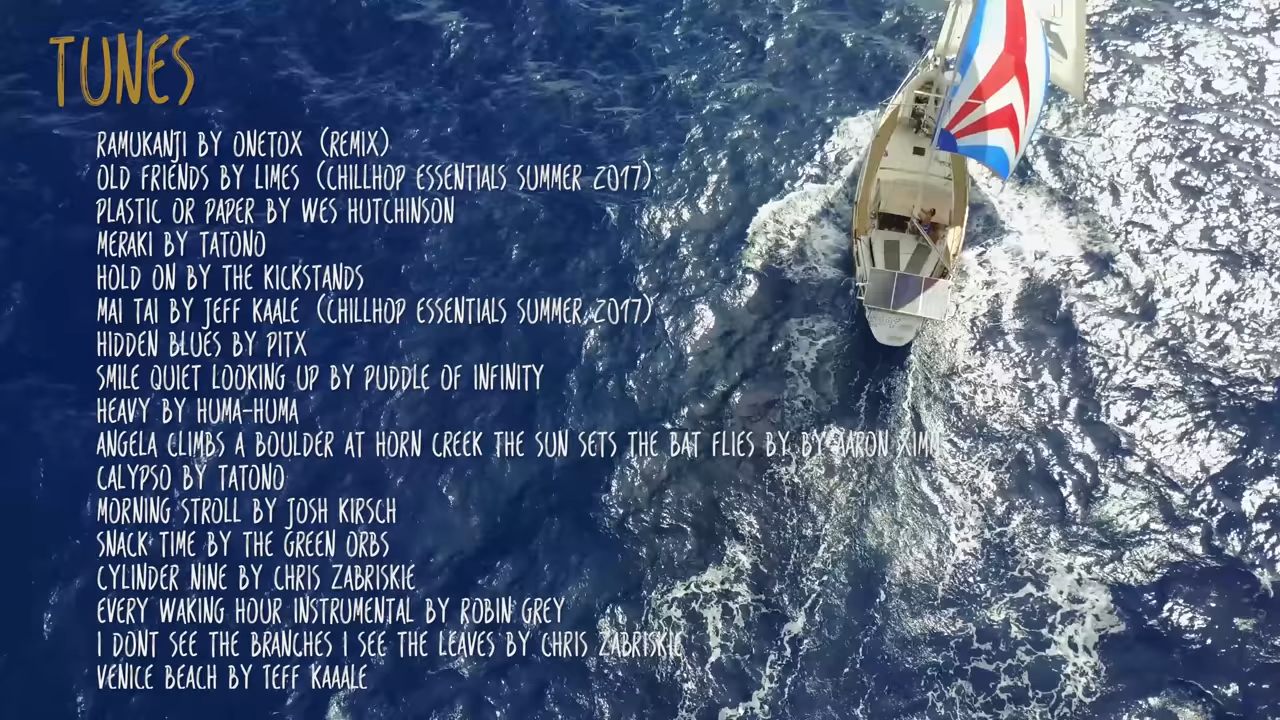 TUNES
RAMUKANJI BY ONETOX (REMIX)
OLD FRIENDS BY LIMES (CHILLHOP ESSENTIALS SUMMER 2017)
PLASTIC OR PAPER BY WES HUTCHINSON
MERAKI BY TATONO
HOLD ON BY THE KICKSTANDS
MAI TAI BY JEFF KAALE (CHILLHOP ESSENTIALS SUMMER 2017)
HIDDEN BLUES BY PITX
SMILE QUIET LOOKING UP BY PUDDLE OF INFINITY
HEAVY BY HUMA-HUMA
ANGELA CLIMBS A BOULDER AT HORN CREEK THE SUN SETS THE BAT FLIES BY BY AARON
CALYPSO BY TATONO
MORNING STROLL BY JOSH KIRSCH
SNACK TIME BY THE GREEN ORBS
CYLINDER NINE BY CHRIS ZABRISKIE
EVERY WAKING HOUR INSTRUMENTAL BY ROBIN GREY
I DONT SEE THE BRANCHES I SEE THE LEAVES BY CHRIS ZABRISKIE
VENICE BEACH BY TEFF KAAALE